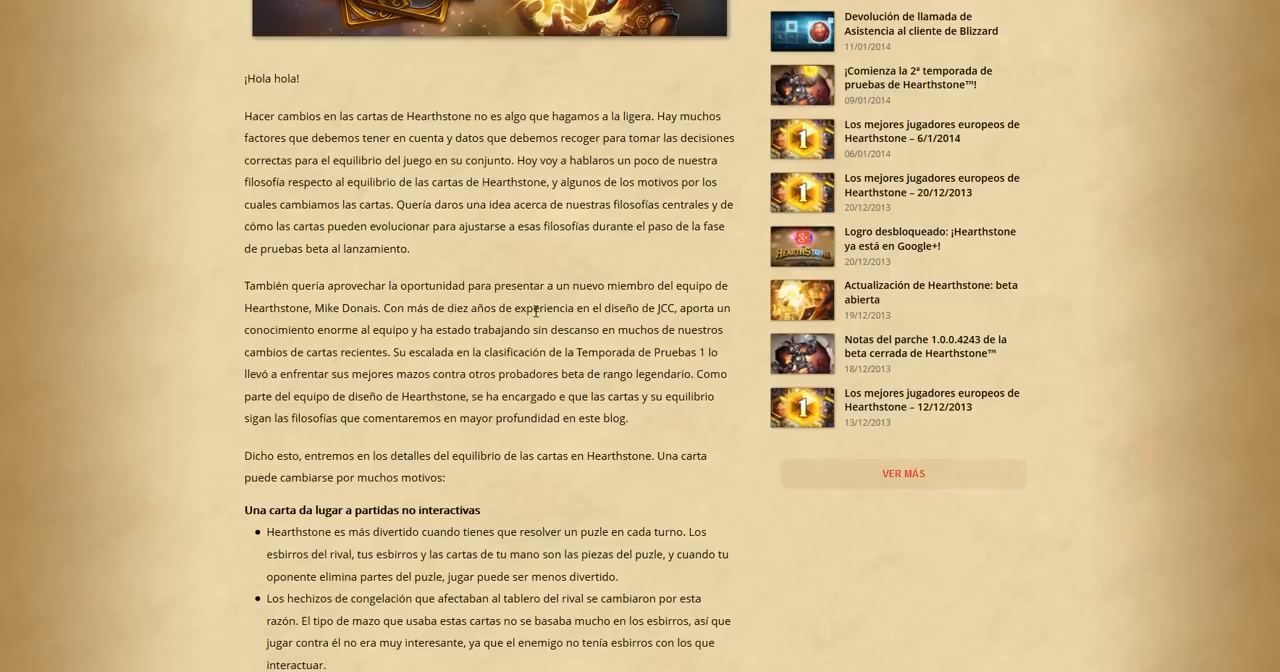 ¡Hola hola!
Hacer cambios en las cartas de Hearthstone no es algo que hagamos a la ligera. Hay muchos
factores que debemos tener en cuenta y datos que debemos recoger para tomar las decisiones
correctas para el equilibrio del juego en su conjunto. Hoy voy a hablaros un poco de nuestra
filosofía respecto al equilibrio de las cartas de Hearthstone, y algunos de los motivos por los
cuales cambiamos las cartas. Quería daros una idea acerca de nuestras filosofías centrales y de
cómo las cartas pueden evolucionar para ajustarse a esas filosofías durante el paso de la fase
de pruebas beta al lanzamiento.
También quería aprovechar la oportunidad para presentar a un nuevo miembro del equipo de
Hearthstone, Mike Donais. Con más de diez años de experiencia en el diseño de JCC, aporta un
conocimiento enorme al equipo y ha estado trabajando sin descanso en muchos de nuestros
cambios de cartas recientes. Su escalada en la clasificación de la Temporada de Pruebas 1 lo
llevó a enfrentar sus mejores mazos contra otros probadores beta de rango legendario. Como
parte del equipo de diseño de Hearthstone, se ha encargado e que las cartas y su equilibrio
sigan las filosofías que comentaremos en mayor profundidad en este blog.
Dicho esto, entremos en los detalles del equilibrio de las cartas en Hearthstone. Una carta
puede cambiarse por muchos motivos:
Una carta da lugar a partidas no interactivas
● Hearthstone es más divertido cuando tienes que resolver un puzle en cada turno. Los
esbirros del rival, tus esbirros y las cartas de tu mano son las piezas del puzle, y cuando tu
oponente elimina partes del puzle, jugar puede ser menos divertido.
● Los hechizos de congelación que afectaban al tablero del rival se cambiaron por esta
razón. El tipo de mazo que usaba estas cartas no se basaba mucho en los esbirros, así que
jugar contra él no era muy interesante, ya que el enemigo no tenía esbirros con los que
interactuar.
Devolución de llamada de
Asistencia al cliente de Blizzard
11/01/2014
¡Comienza la 2ª temporada de
pruebas de Hearthstone™!
09/01/2014
1
Los mejores jugadores europeos de
Hearthstone – 6/1/2014
06/01/2014
1
Los mejores jugadores europeos de
Hearthstone – 20/12/2013
20/12/2013
g+
HEARTHSTONE
Logro desbloqueado: ¡Hearthstone
ya está en Google+!
20/12/2013
Actualización de Hearthstone: beta
abierta
19/12/2013
Notas del parche 1.0.0.4243 de la
beta cerrada de Hearthstone™
18/12/2013
1
Los mejores jugadores europeos de
Hearthstone – 12/12/2013
13/12/2013
VER MÁS